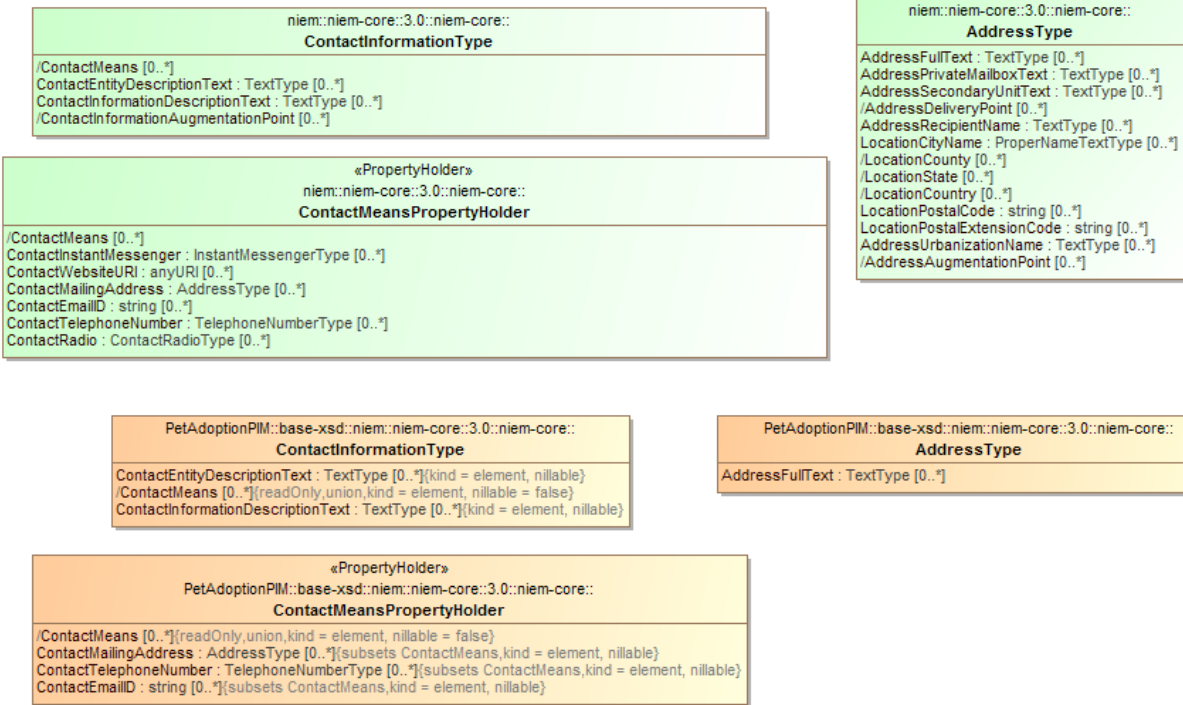 niem::niem-core::3.0::niem-core::
ContactInformationType
/ContactMeans [0..*]
ContactEntityDescriptionText : TextType [0..*]
ContactInformationDescriptionText : TextType [0..*]
/ContactInformationAugmentationPoint [0..*]
«PropertyHolder»
niem::niem-core::3.0::niem-core::
ContactMeansPropertyHolder
/ContactMeans [0..*]
ContactInstantMessenger : InstantMessengerType [0..*]
ContactWebsiteURI : anyURI [0..*]
ContactMailingAddress : AddressType [0..*]
ContactEmailID : string [0..*]
ContactTelephoneNumber : TelephoneNumberType [0..*]
ContactRadio : ContactRadioType [0..*]
niem::niem-core::3.0::niem-core::
AddressType
AddressFullText : TextType [0..*]
AddressPrivateMailboxText : TextType [0..*]
AddressSecondaryUnitText : TextType [0..*]
/AddressDeliveryPoint [0..*]
AddressRecipientName : TextType [0..*]
LocationCityName : ProperNameTextType [0..*]
/LocationCounty [0..*]
/LocationState [0..*]
/LocationCountry [0..*]
LocationPostalCode : string [0..*]
LocationPostalExtensionCode : string [0..*]
AddressUrbanizationName : TextType [0..*]
/AddressAugmentationPoint [0..*]
PetAdoptionPIM::base-xsd::niem::niem-core::3.0::niem-core::
ContactInformationType
ContactEntityDescriptionText : TextType [0..*]{kind = element, nillable}
/ContactMeans [0..*]{readOnly,union,kind = element, nillable = false}
ContactInformationDescriptionText : TextType [0..*]{kind = element, nillable}
PetAdoptionPIM::base-xsd::niem::niem-core::3.0::niem-core::
AddressType
AddressFullText : TextType [0..*]
«PropertyHolder»
PetAdoptionPIM::base-xsd::niem::niem-core::3.0::niem-core::
ContactMeansPropertyHolder
/ContactMeans [0..*]{readOnly,union,kind = element, nillable = false}
ContactMailingAddress : AddressType [0..*]{subsets ContactMeans,kind = element, nillable}
ContactTelephoneNumber : TelephoneNumberType [0..*]{subsets ContactMeans,kind = element, nillable}
ContactEmailID : string [0..*]{subsets ContactMeans,kind = element, nillable}